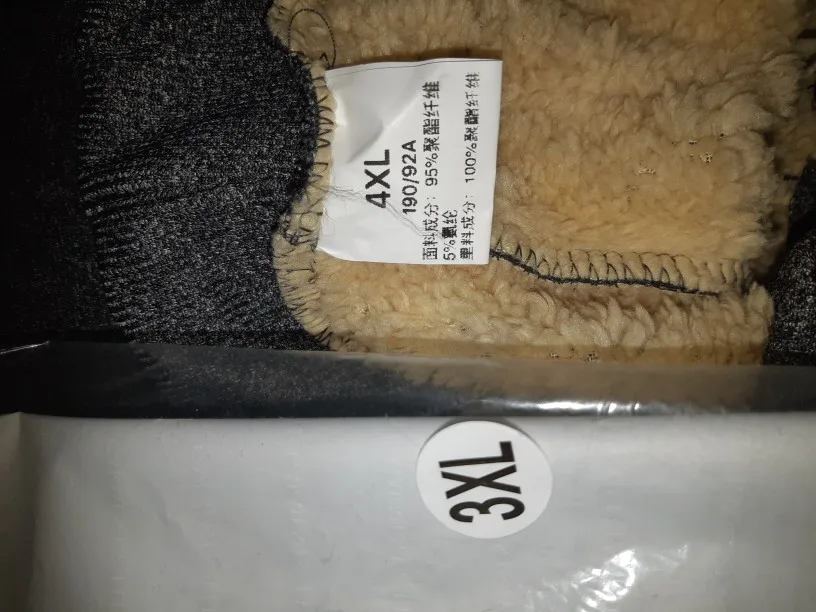 4XL
190/92A
面料成分：95%聚酯纤维
5%氨纶
里料成分：100%聚酯纤维
3XL